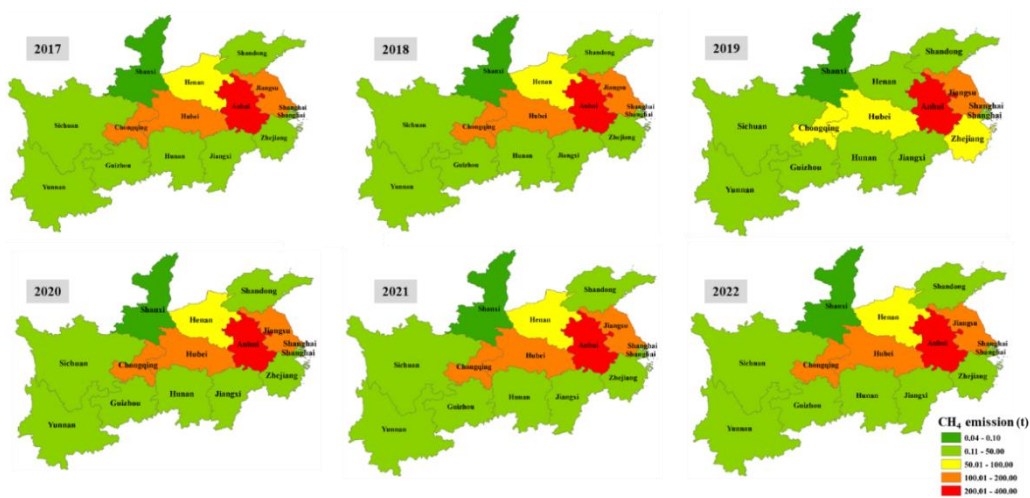 2017
Shandong
Shanxi
Henan
Jiangsu
Anhui
Shanghai
Shanghai
Sichuan
Chongqing
Hubei
Zhejiang
Guizhou
Hunan
Jiangxi
Yunnan
2018
Shandong
Shanxi
Henan
Jiangsu
Anhui
Shanghai
Shanghai
Sichuan
Chongqing
Hubei
Zhejiang
Guizhou
Hunan
Jiangxi
Yunnan
2019
Shandong
Shanxi
Henan
Jiangsu
Anhui
Shanghai
Shanghai
Sichuan
Chongqing
Hubei
Zhejiang
Guizhou
Hunan
Jiangxi
Yunnan
2020
Shandong
Shanxi
Henan
Jiangsu
Anhui
Shanghai
Shanghai
Sichuan
Chongqing
Hubei
Zhejiang
Guizhou
Hunan
Jiangxi
Yunnan
2021
Shandong
Shanxi
Henan
Jiangsu
Anhui
Shanghai
Shanghai
Sichuan
Chongqing
Hubei
Zhejiang
Guizhou
Hunan
Jiangxi
Yunnan
2022
Shandong
Shanxi
Henan
Jiangsu
Anhui
Shanghai
Shanghai
Sichuan
Chongqing
Hubei
Zhejiang
Guizhou
Hunan
Jiangxi
Yunnan
CH₄ emission (t)
0.04 - 0.10
0.11 - 50.00
50.01 - 100.00
100.01 - 200.00
200.01 - 400.00